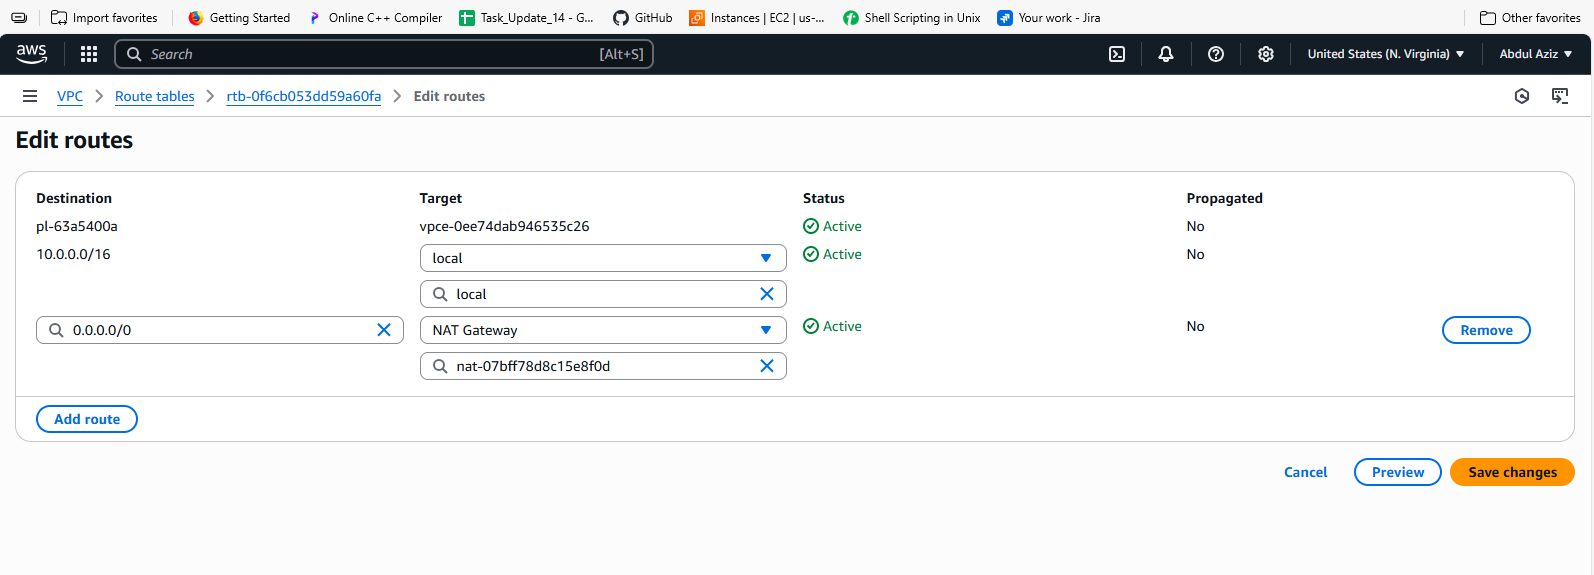 Import favorites Getting Started Online C++ Compiler Task_Update_14 - G... GitHub Instances | EC2 | us-... Shell Scripting in Unix Your work - Jira Other favorites
aws Search [Alt+S] United States (N. Virginia) Abdul Aziz
VPC Route tables rtb-0f6cb053dd59a60fa Edit routes
Edit routes
Destination Target Status Propagated
pl-63a5400a vpce-0ee74dab946535c26 Active No
10.0.0.0/16 local Active No
local
0.0.0.0/0 NAT Gateway Active No Remove
nat-07bff78d8c15e8f0d
Add route
Cancel Preview Save changes